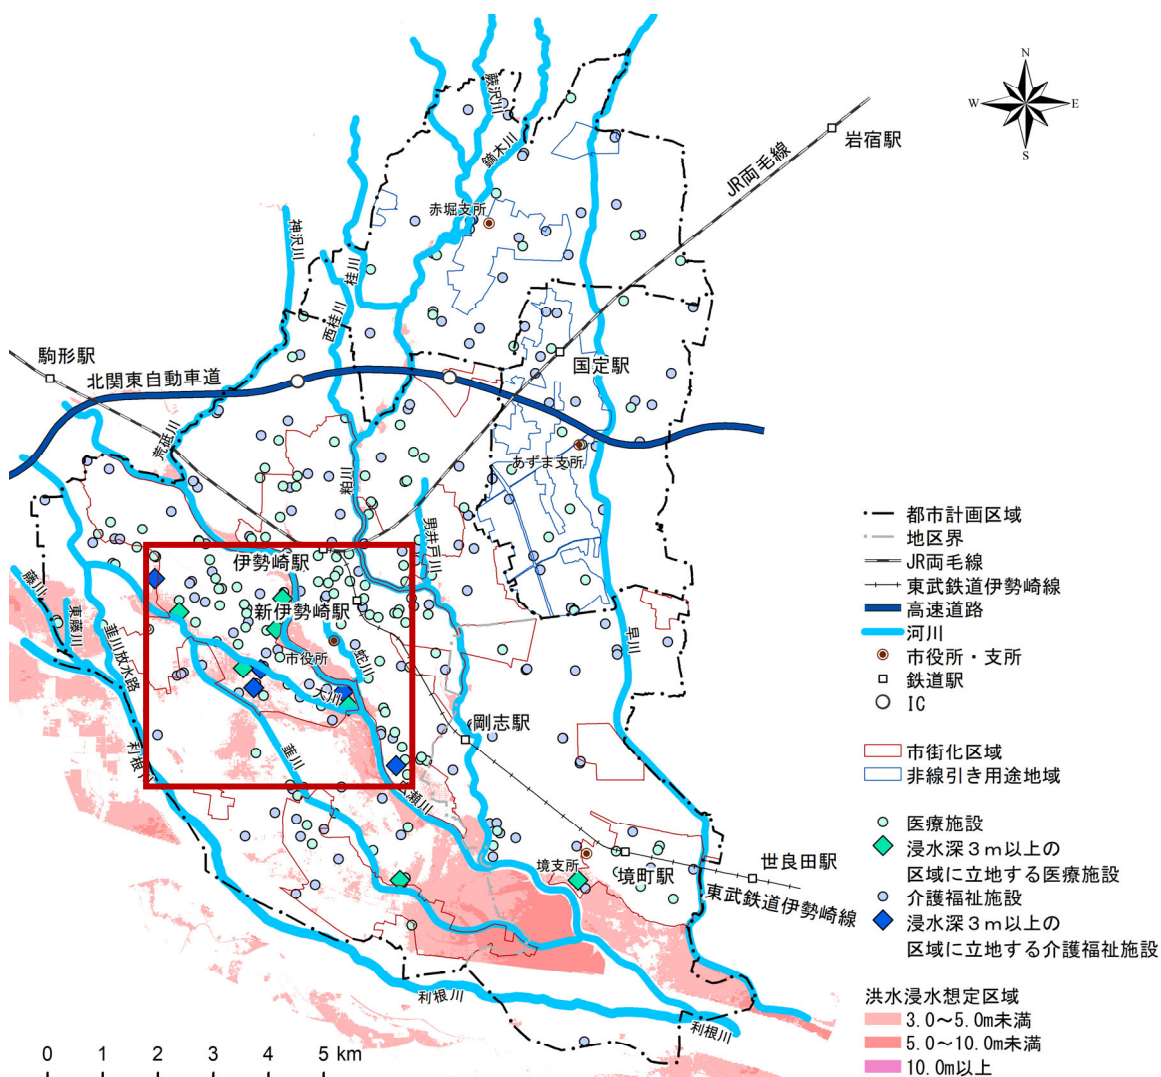 N
W
E
S
蕨沢川
鏑木川
岩宿駅
JR両毛線
赤堀支所
神沢川
桂川
西桂川
駒形駅
北関東自動車道
国定駅
荒砥川
あずま支所
粕川
男井戸川
伊勢崎駅
新伊勢崎駅
藤川
東藤川
韮川放水路
市役所
蛇川
大川
早川
剛志駅
利根川
韮川
広瀬川
境支所
境町駅
世良田駅
東武鉄道伊勢崎線
利根川
利根川
都市計画区域
地区界
JR両毛線
東武鉄道伊勢崎線
高速道路
河川
市役所・支所
鉄道駅
IC
市街化区域
非線引き用途地域
医療施設
浸水深3m以上の
区域に立地する医療施設
介護福祉施設
浸水深3m以上の
区域に立地する介護福祉施設
洪水浸水想定区域
3.0～5.0m未満
5.0～10.0m未満
10.0m以上
0 1 2 3 4 5 km